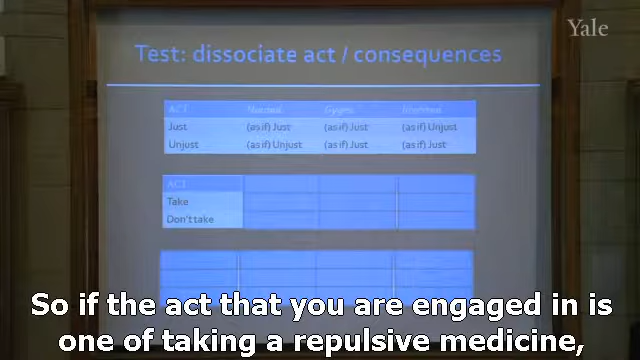 Yale
Test: dissociate act / consequences
ACT Normal Gyges Inverted
Just (as if) Just (as if) Just (as if) Unjust
Unjust (as if) Unjust (as if) Just (as if) Just
ACT
Take
Don't take
So if the act that you are engaged in is
one of taking a repulsive medicine,